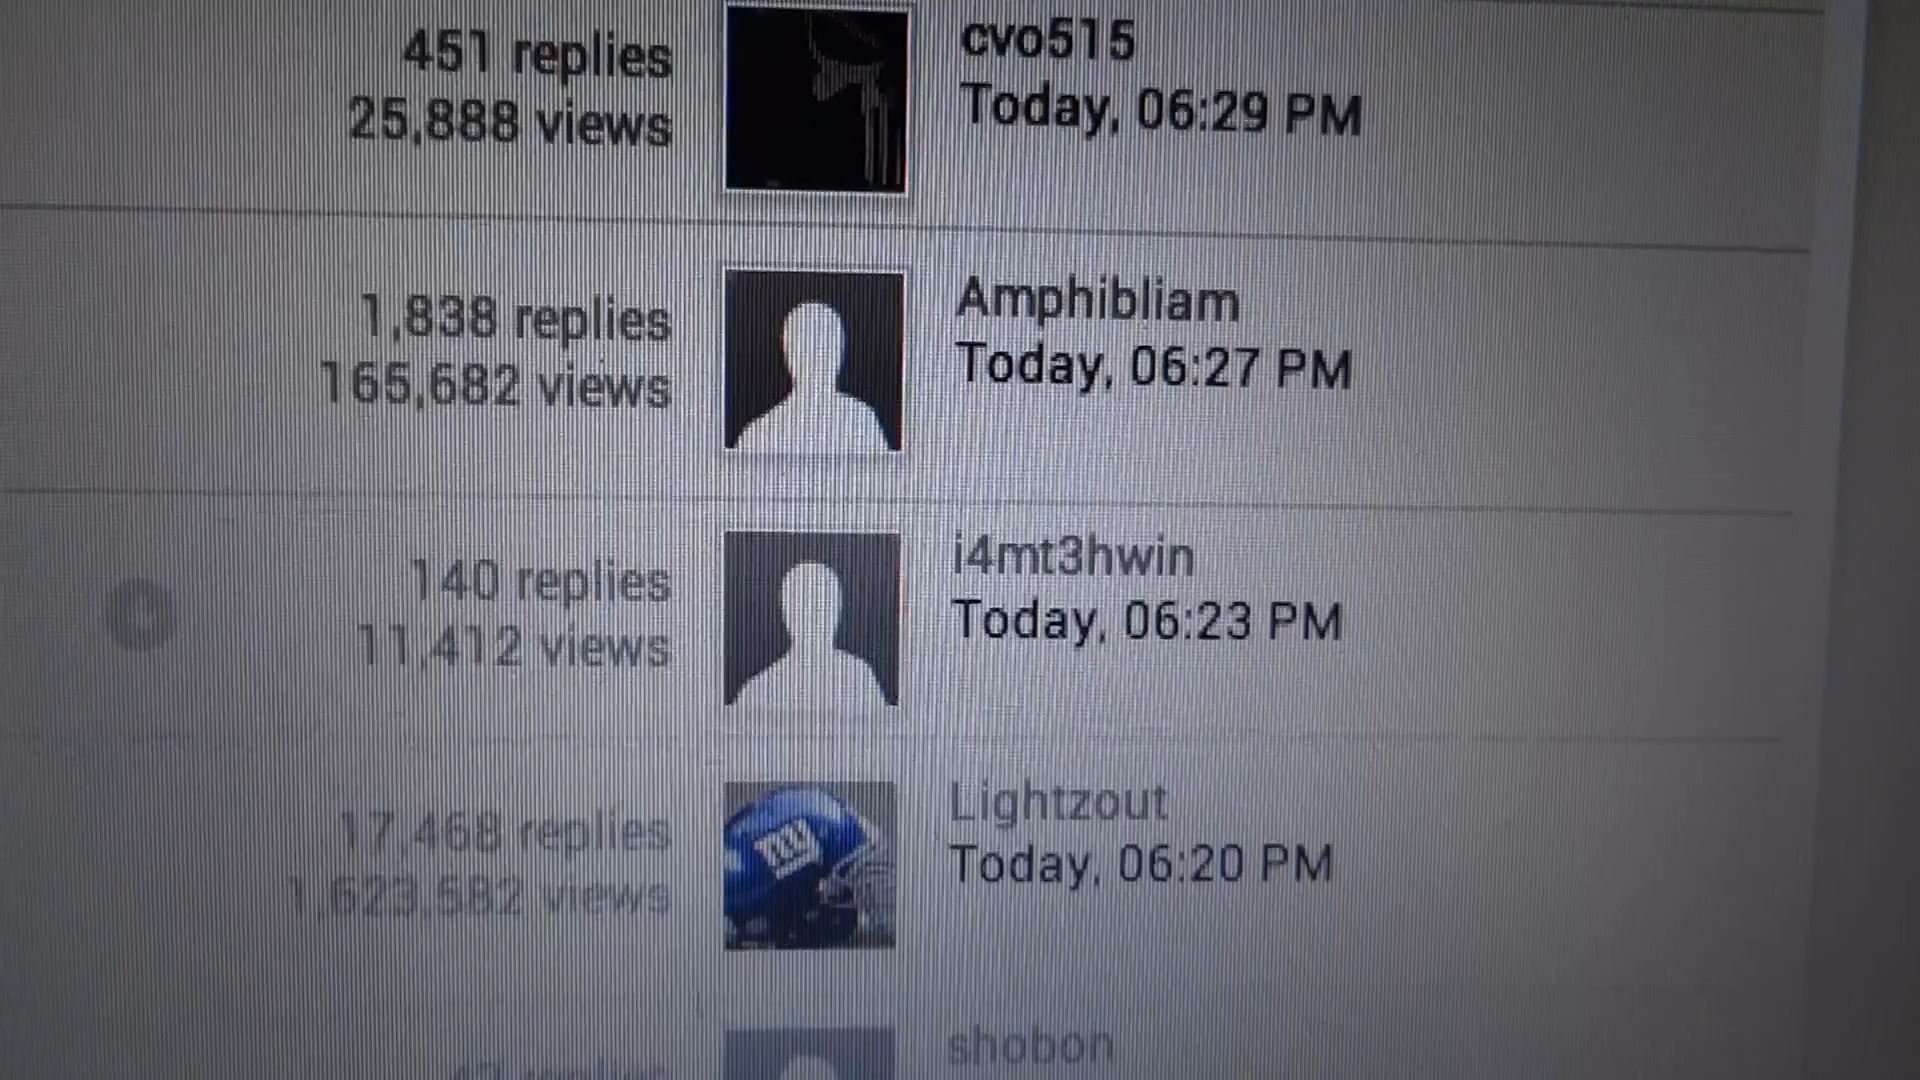 451 replies
25,888 views
cvo515
Today, 06:29 PM
1,838 replies
165,682 views
Amphibliam
Today, 06:27 PM
140 replies
11,412 views
i4mt3hwin
Today, 06:23 PM
17,468 replies
1,623,582 views
ny
Lightzout
Today, 06:20 PM
replies
shobon